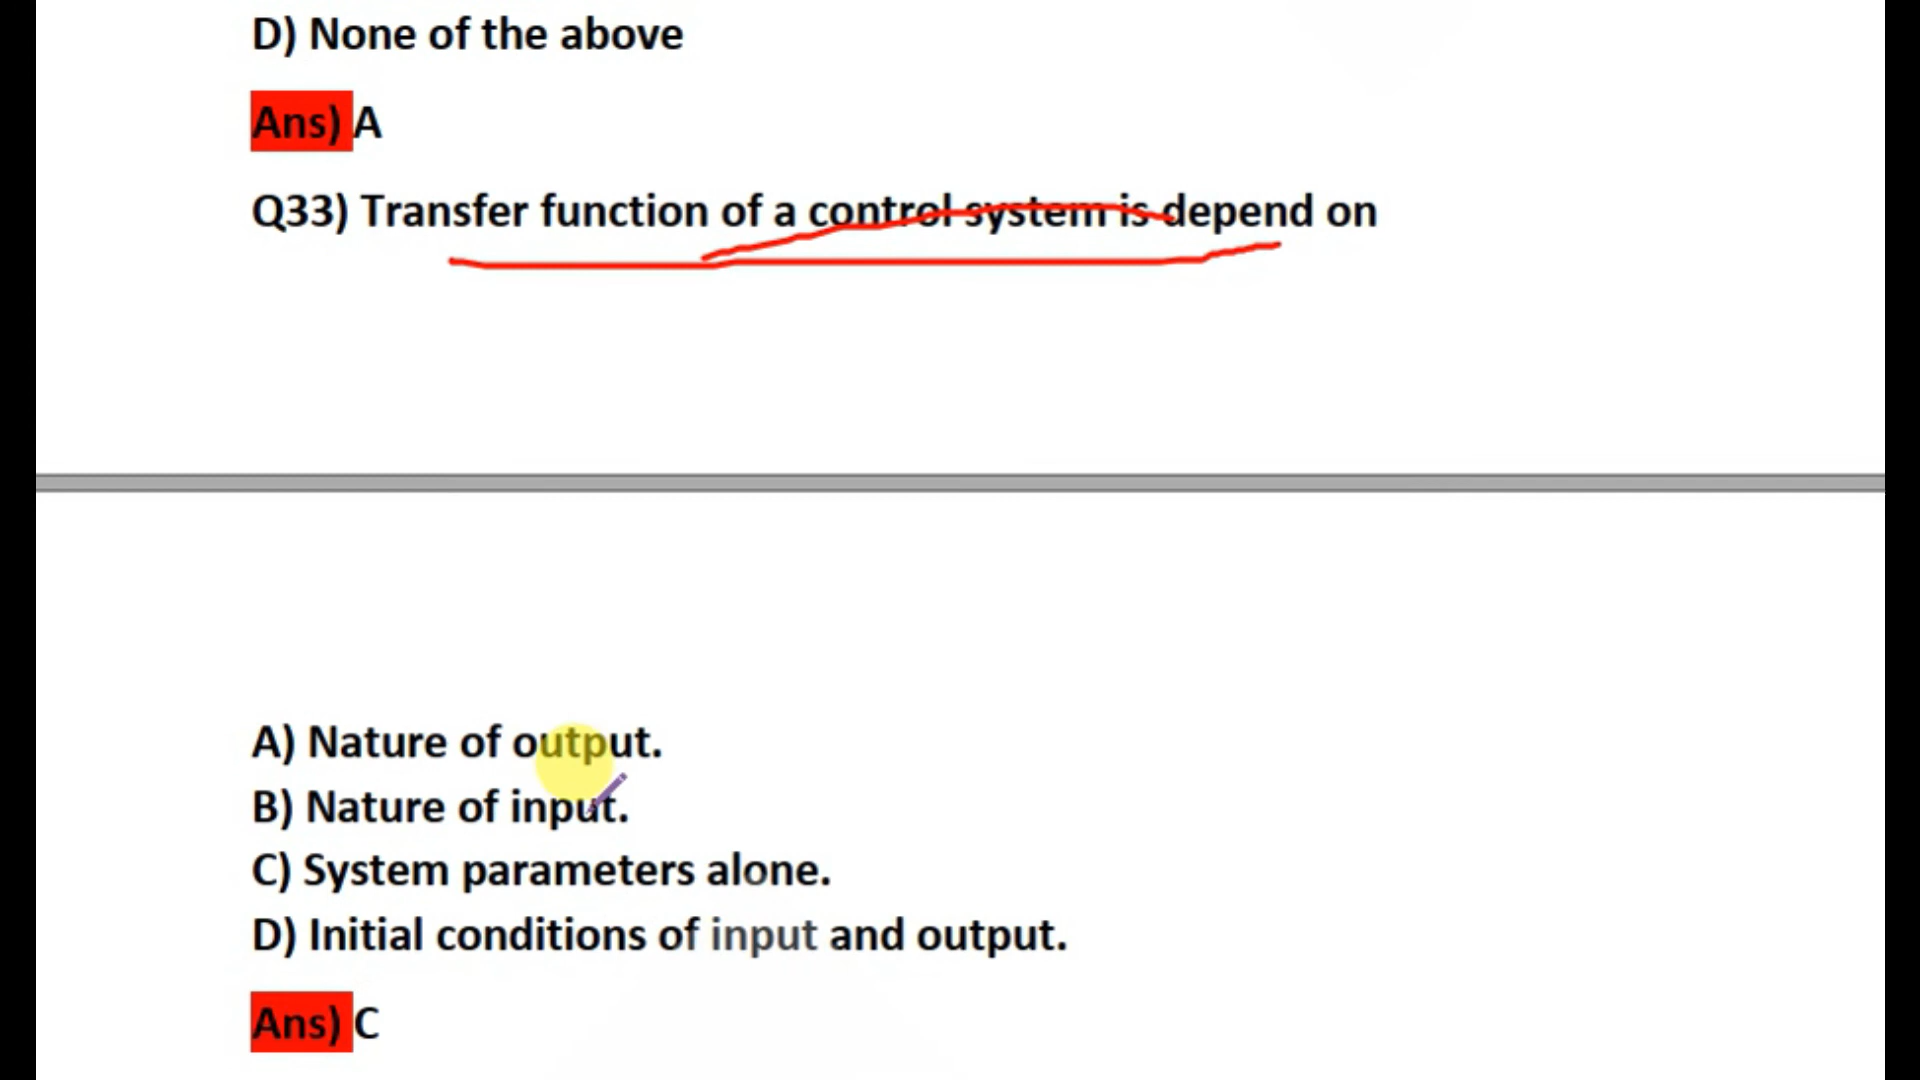 D) None of the above
Ans) A
Q33) Transfer function of a control system is depend on
A) Nature of output.
B) Nature of input.
C) System parameters alone.
D) Initial conditions of input and output.
Ans) C